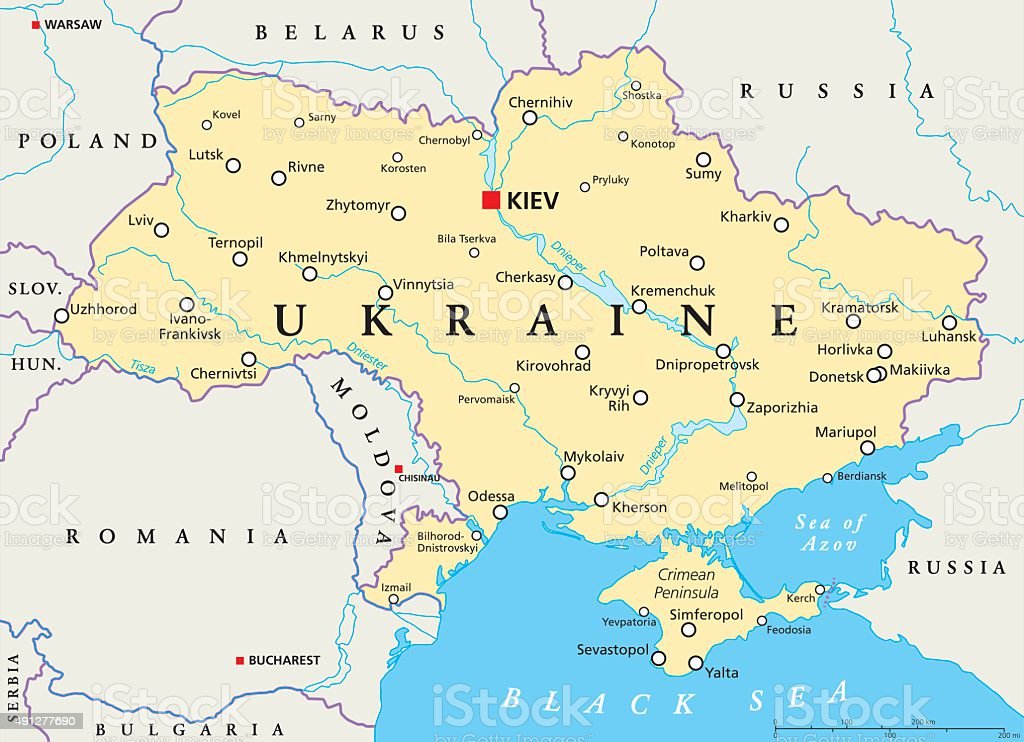 WARSAW
BELARUS
RUSSIA
POLAND
Kovel
Sarny
Chernobyl
Chernihiv
Shostka
Konotop
Lutsk
Rivne
Korosten
Sumy
Pryluky
KIEV
Zhytomyr
Kharkiv
Lviv
Ternopil
Bila Tserkva
Dnieper
Poltava
Khmelnytskyi
Cherkasy
SLOV.
Vinnytsia
Kremenchuk
Uzhhorod
Ivano-
Frankivsk
UKRAINE
Kramatorsk
Luhansk
HUN.
Tisza
Chernivtsi
Dniester
Kirovohrad
Dnipropetrovsk
Horlivka
Donetsk
Makiivka
MOLDOVA
Pervomaisk
Kryvyi
Rih
Zaporizhia
Mariupol
Dnieper
CHISINAU
Mykolaiv
Melitopol
Berdiansk
Odessa
Kherson
ROMANIA
Bilhorod-
Dnistrovskyi
Sea of
Azov
RUSSIA
Izmail
Crimean
Peninsula
Kerch
Yevpatoria
Simferopol
Feodosia
BUCHAREST
Sevastopol
Yalta
SERBIA
BLACK SEA
BULGARIA
0 100 200 km
0 100 200 mi
iStock
by Getty Images™
491277690